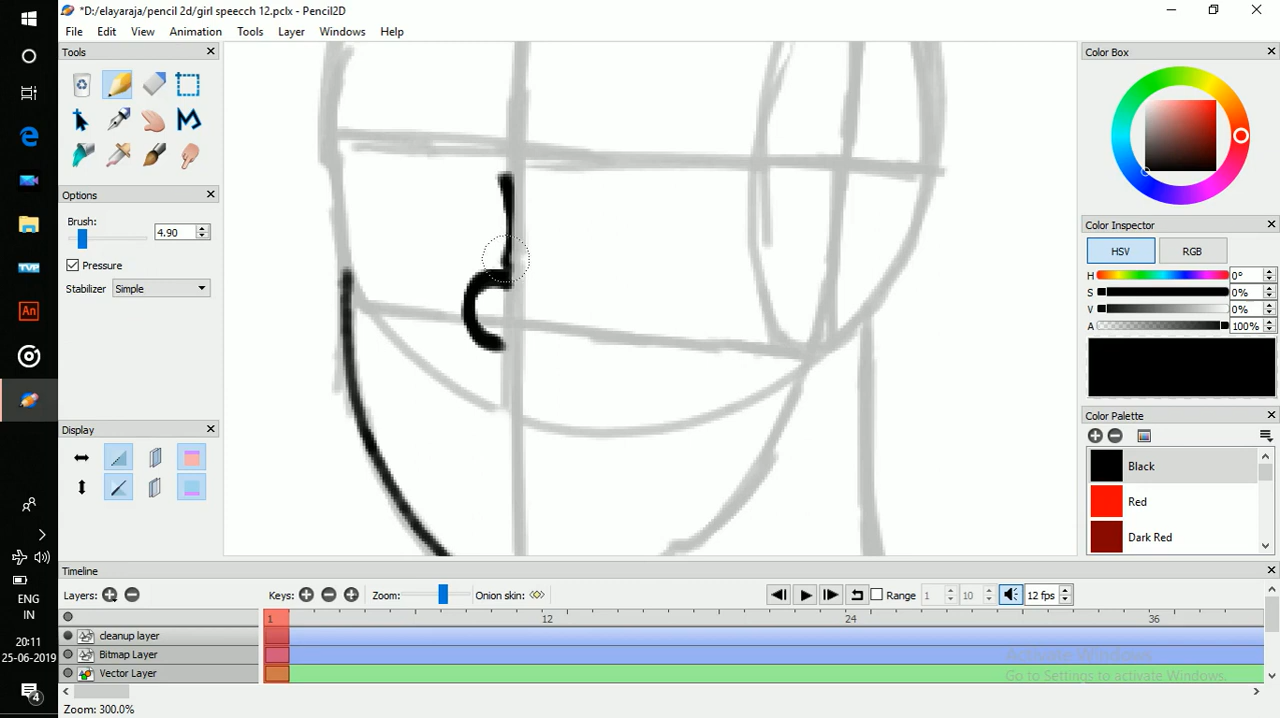 *D:/elayaraja/pencil 2d/girl speecch 12.pclx - Pencil2D
File Edit View Animation Tools Layer Windows Help
Tools
Color Box
Options
Brush:
4.90
Pressure
Stabilizer Simple
Color Inspector
HSV RGB
H 0°
S 0%
V 0%
A 100%
TVP
An
Color Palette
Black
Red
Dark Red
Display
Timeline
Layers: Keys: Zoom: Onion skin: Range 1 10 12 fps
1 12 24 36
cleanup layer
Bitmap Layer
Vector Layer
Activate Windows
Go to Settings to activate Windows.
Zoom: 300.0%
ENG
IN
20:11
25-06-2019
4